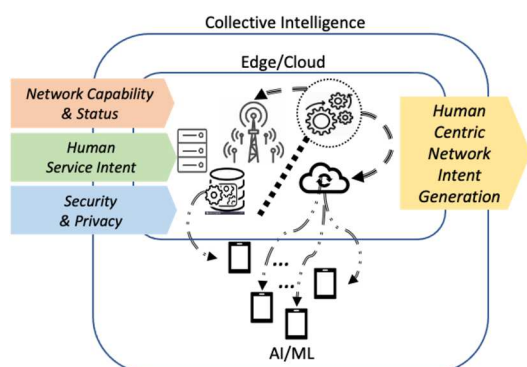 Collective Intelligence
Edge/Cloud
Network Capability
& Status
Human
Service Intent
Security
& Privacy
Human
Centric
Network
Intent
Generation
...
...
AI/ML